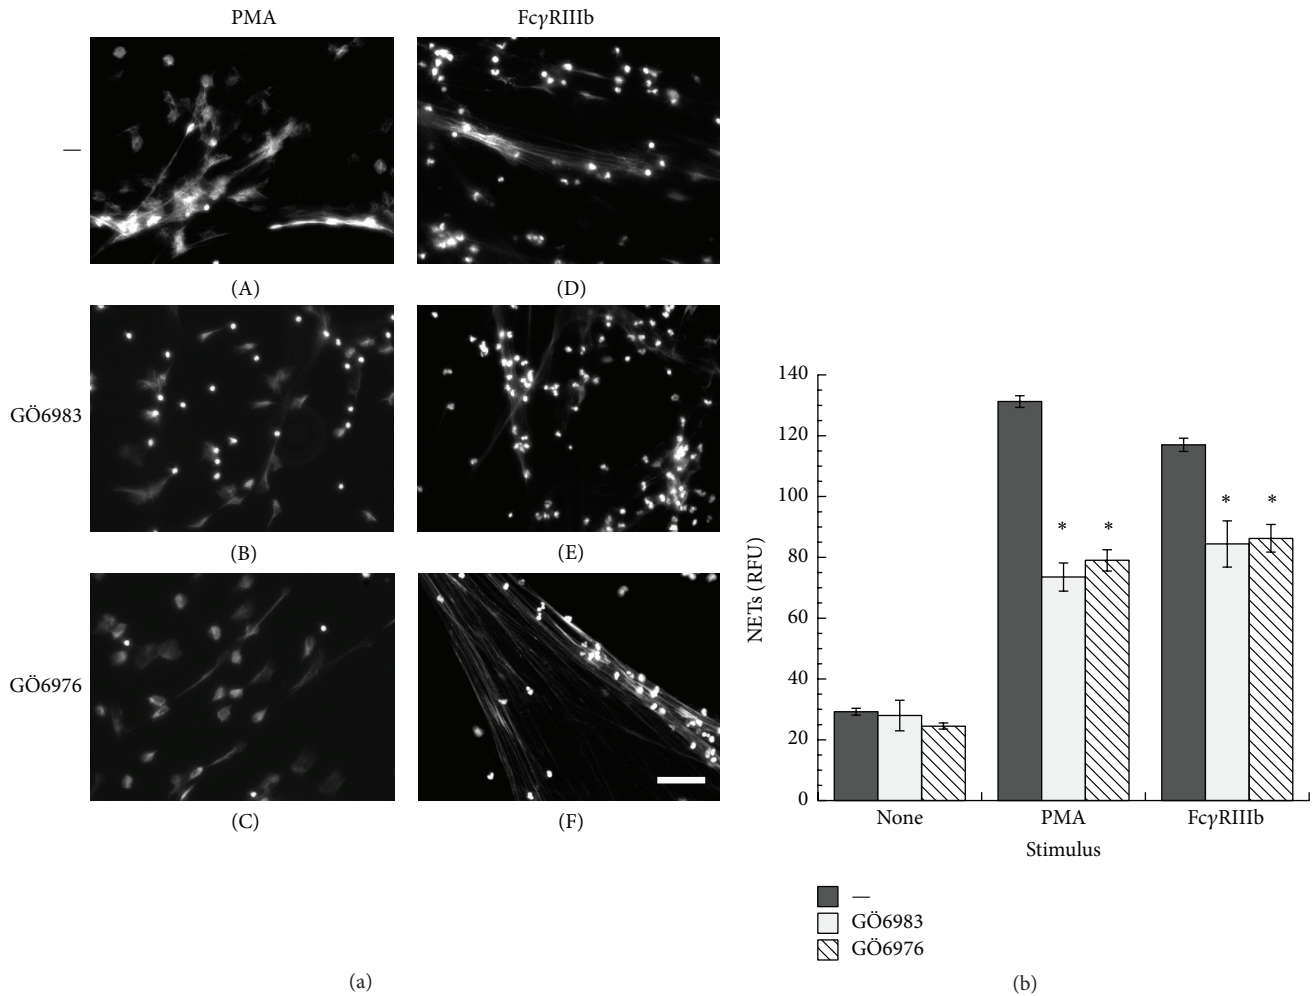 PMA
FcγRIIIb
—
(A)
(D)
GÖ6983
(B)
(E)
GÖ6976
(C)
(F)
(a)
140
120
100
80
60
40
20
0
NETs (RFU)
* *
* *
None
PMA
FcγRIIIb
Stimulus
—
GÖ6983
GÖ6976
(b)